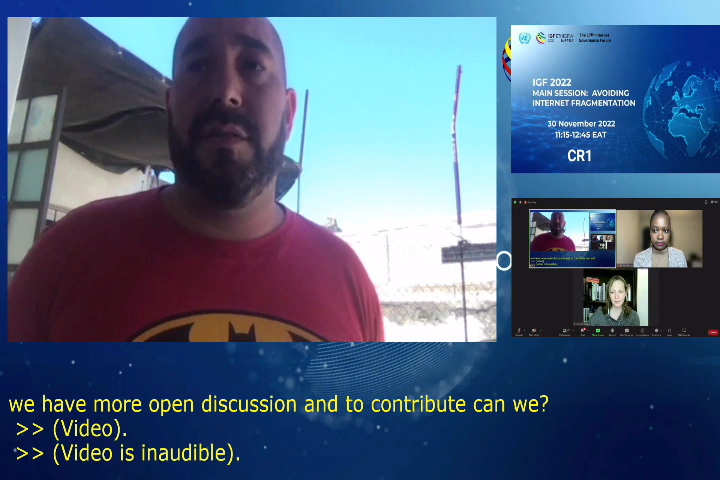 IGF 2022
MAIN SESSION: AVOIDING
INTERNET FRAGMENTATION
30 November 2022
11:15-12:45 EAT
CR1
we have more open discussion and to contribute can we?
>> (Video).
>> (Video is inaudible).